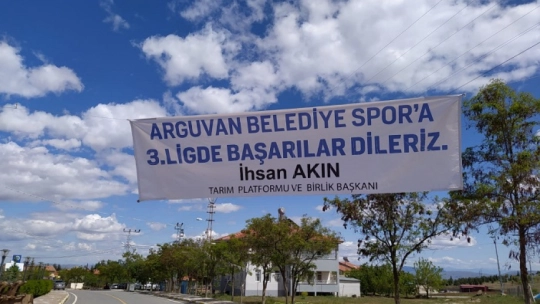 ARGUVAN BELEDİYE SPOR'A
3.LİGDE BAŞARILAR DİLERİZ.
İhsan AKIN
TARIM PLATFORMU VE BİRLİK BAŞKANI